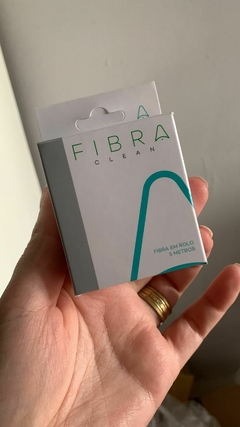 FIBRA
CLEAN
FIBRA EM ROLO
5 METROS